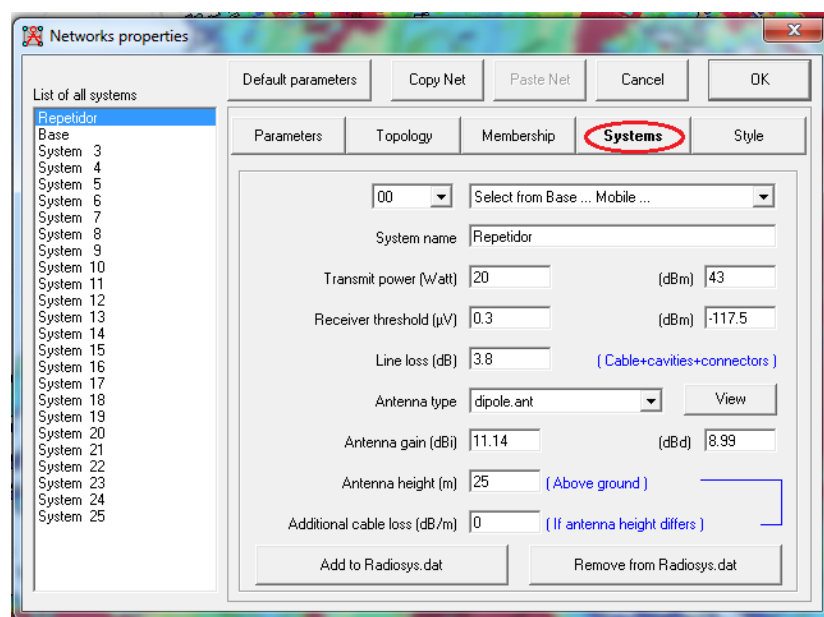 Networks properties
x
Default parameters
Copy Net
Paste Net
Cancel
OK
List of all systems
Repetidor
Base
System 3
System 4
System 5
System 6
System 7
System 8
System 9
System 10
System 11
System 12
System 13
System 14
System 15
System 16
System 17
System 18
System 19
System 20
System 21
System 22
System 23
System 24
System 25
Parameters
Topology
Membership
Systems
Style
00
Select from Base ... Mobile ...
System name Repetidor
Transmit power (Watt) 20 (dBm) 43
Receiver threshold (µV) 0.3 (dBm) -117.5
Line loss (dB) 3.8 ( Cable+cavities+connectors )
Antenna type dipole.ant View
Antenna gain (dBi) 11.14 (dBd) 8.99
Antenna height (m) 25 ( Above ground )
Additional cable loss (dB/m) 0 ( If antenna height differs )
Add to Radiosys.dat
Remove from Radiosys.dat